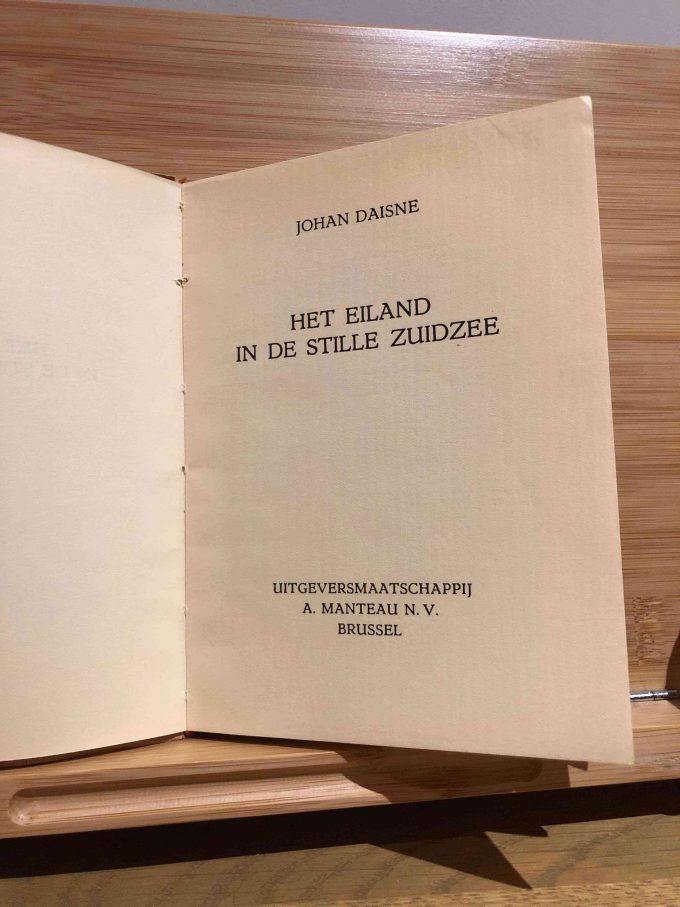 JOHAN DAISNE
HET EILAND
IN DE STILLE ZUIDZEE
UITGEVERSMAATSCHAPPIJ
A. MANTEAU N. V.
BRUSSEL